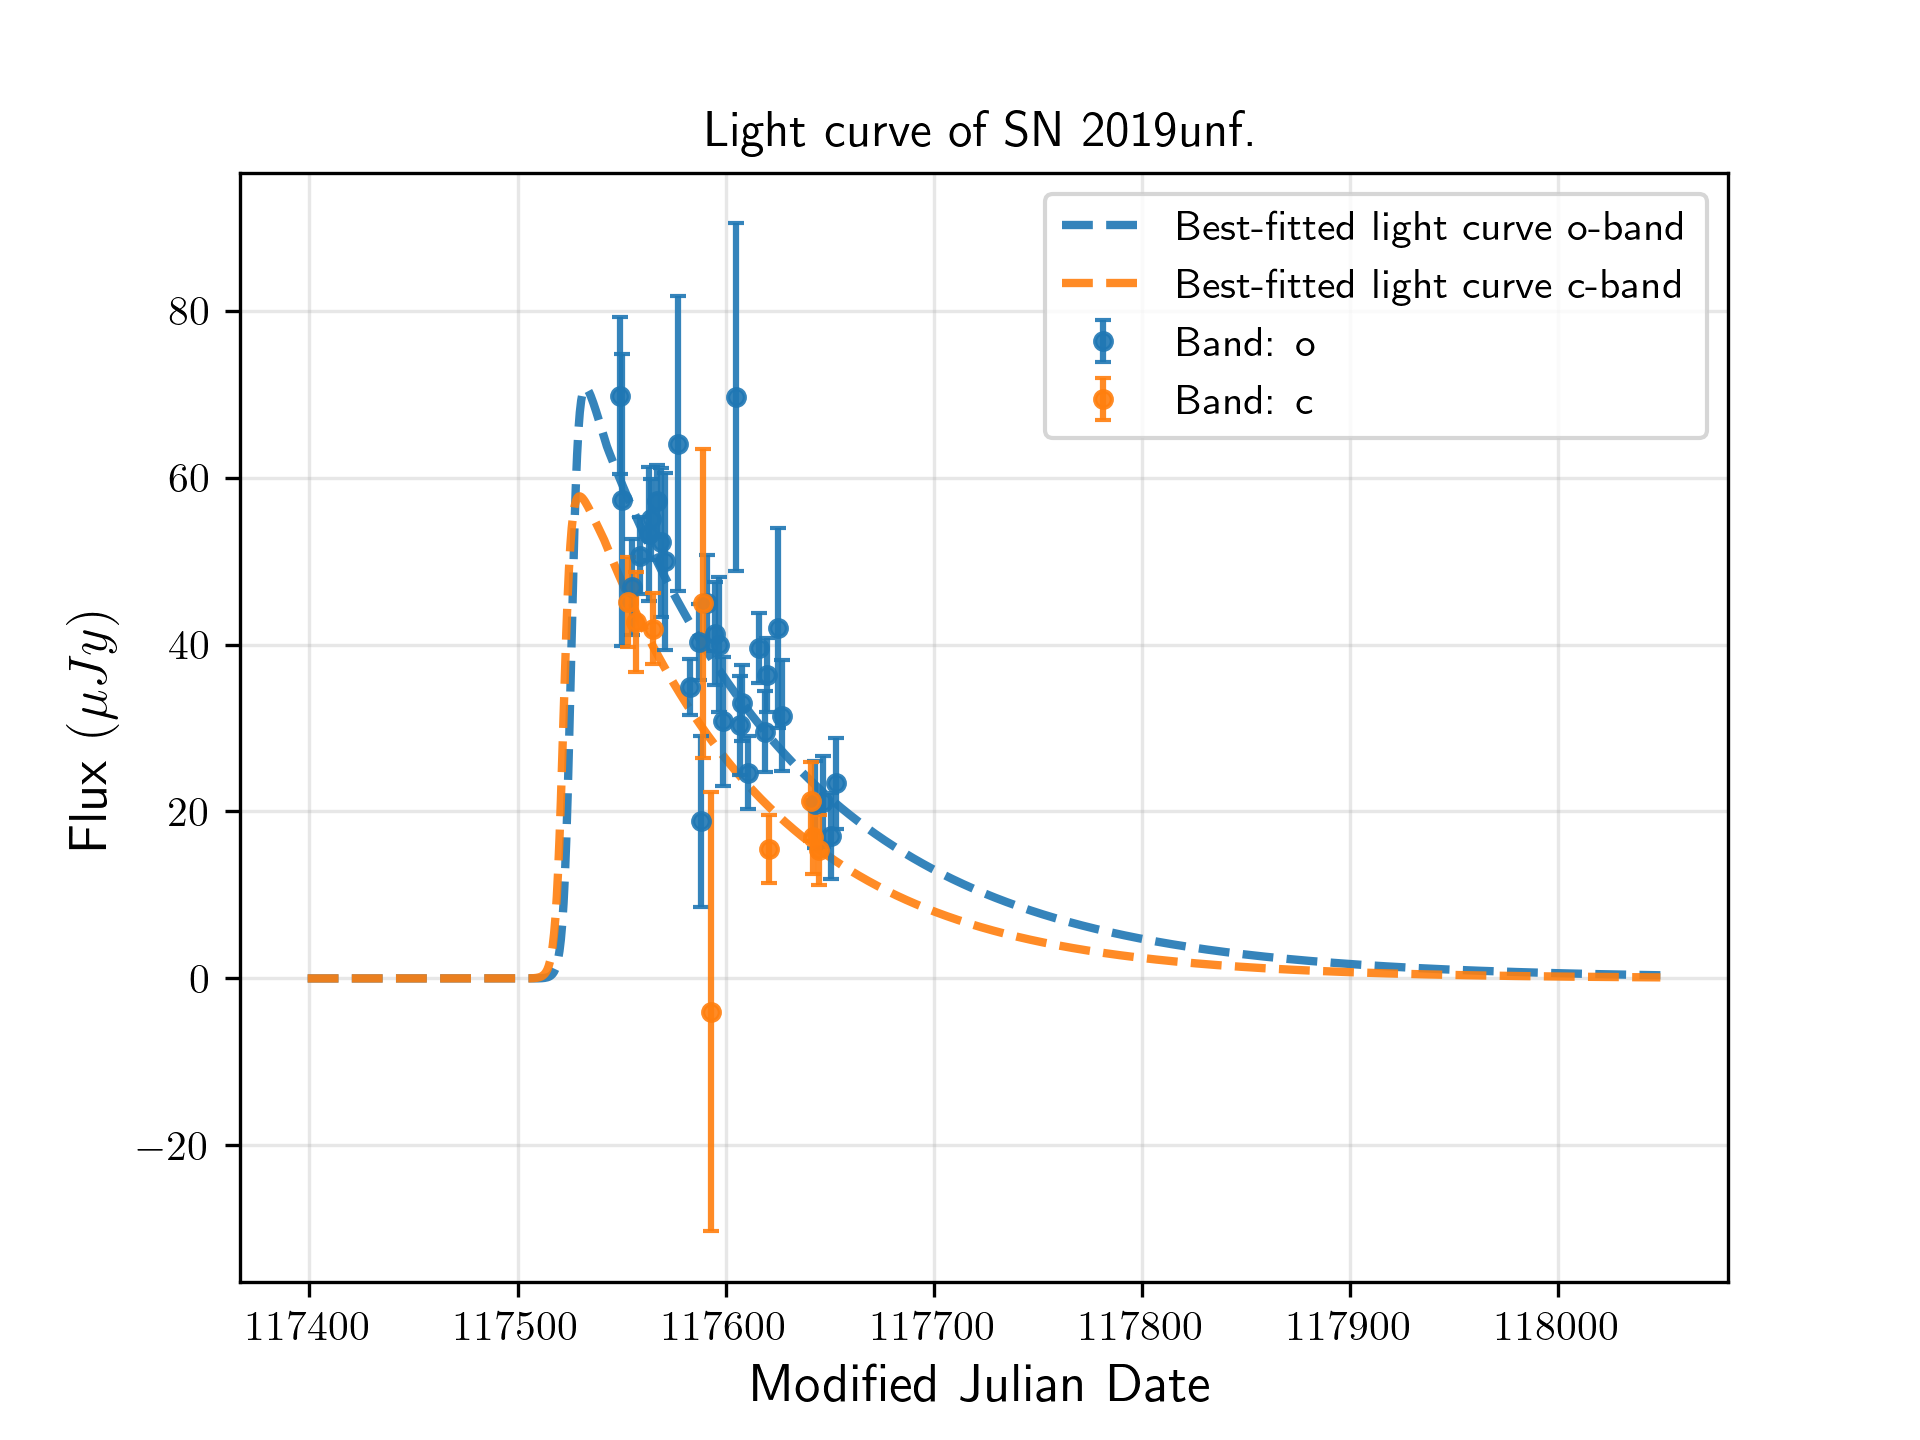 Light curve of SN 2019unf.
Best-fitted light curve o-band
Best-fitted light curve c-band
Band: o
Band: c
80
60
40
20
0
−20
Flux (μJy)
117400 117500 117600 117700 117800 117900 118000
Modified Julian Date